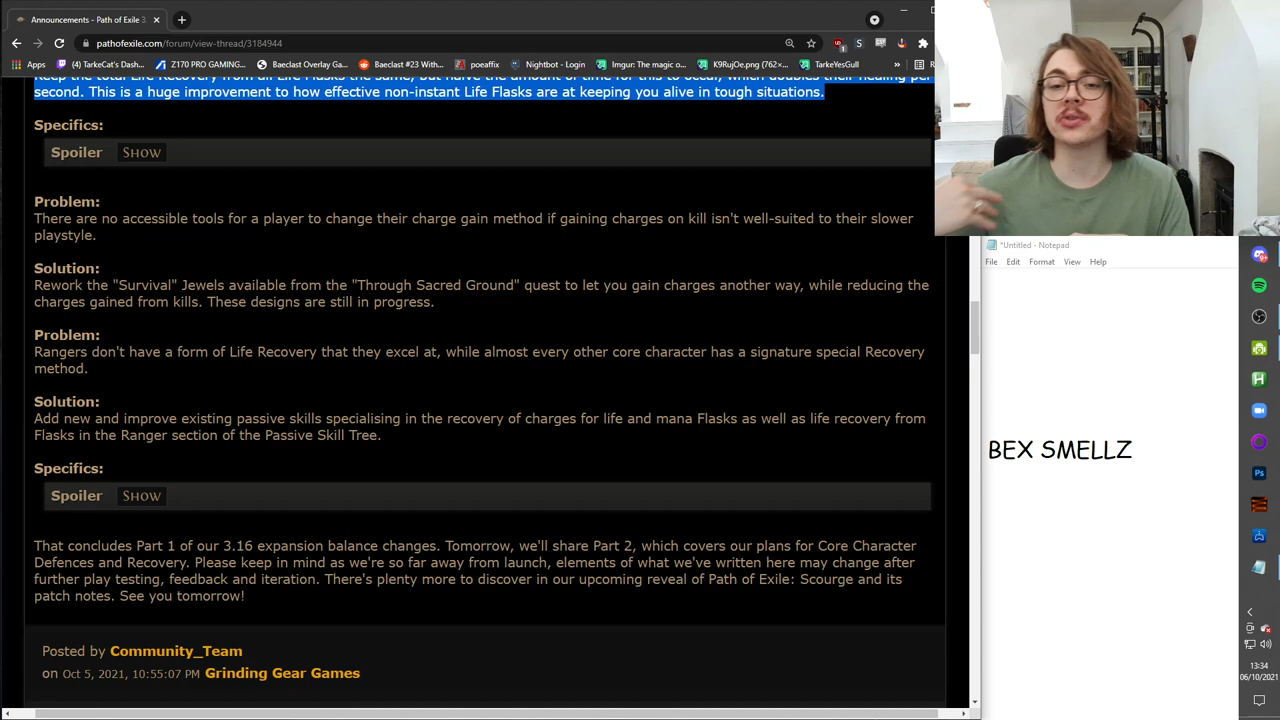 Announcements - Path of Exile 3.
pathofexile.com/forum/view-thread/3184944
Apps (4) TarkeCat's Dash... Z170 PRO GAMING... Baeclast Overlay Ga... Baeclast #23 With... poeaffix Nightbot - Login Imgur: The magic o... K9RujOe.png (762×... TarkeYesGull
Keep the total Life Recovery from all Life Flasks the same, but halve the amount of time for this to occur, which doubles their healing per
second. This is a huge improvement to how effective non-instant Life Flasks are at keeping you alive in tough situations.
Specifics:
Spoiler Show
Problem:
There are no accessible tools for a player to change their charge gain method if gaining charges on kill isn't well-suited to their slower
playstyle.
Solution:
Rework the "Survival" Jewels available from the "Through Sacred Ground" quest to let you gain charges another way, while reducing the
charges gained from kills. These designs are still in progress.
Problem:
Rangers don't have a form of Life Recovery that they excel at, while almost every other core character has a signature special Recovery
method.
Solution:
Add new and improve existing passive skills specialising in the recovery of charges for life and mana Flasks as well as life recovery from
Flasks in the Ranger section of the Passive Skill Tree.
Specifics:
Spoiler Show
That concludes Part 1 of our 3.16 expansion balance changes. Tomorrow, we'll share Part 2, which covers our plans for Core Character
Defences and Recovery. Please keep in mind as we're so far away from launch, elements of what we've written here may change after
further play testing, feedback and iteration. There's plenty more to discover in our upcoming reveal of Path of Exile: Scourge and its
patch notes. See you tomorrow!
Posted by Community_Team
on Oct 5, 2021, 10:55:07 PM Grinding Gear Games
*Untitled - Notepad
File Edit Format View Help
BEX SMELLZ
13:34
06/10/2021